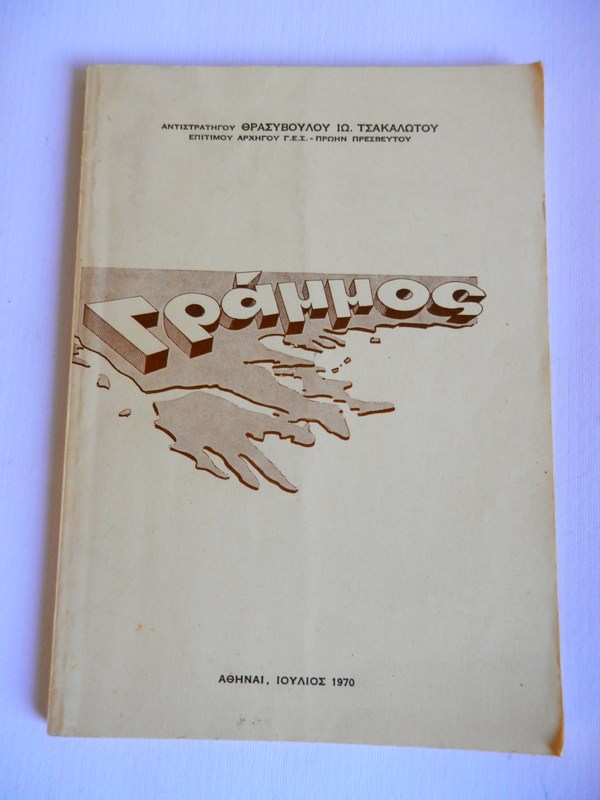 ΑΝΤΙΣΤΡΑΤΗΓΟΥ ΘΡΑΣΥΒΟΥΛΟΥ ΙΩ. ΤΣΑΚΑΛΩΤΟΥ
ΕΠΙΤΙΜΟΥ ΑΡΧΗΓΟΥ Γ.Ε.Σ. - ΠΡΩΗΝ ΠΡΕΣΒΕΥΤΟΥ
Γράμμος
ΑΘΗΝΑΙ, ΙΟΥΛΙΟΣ 1970